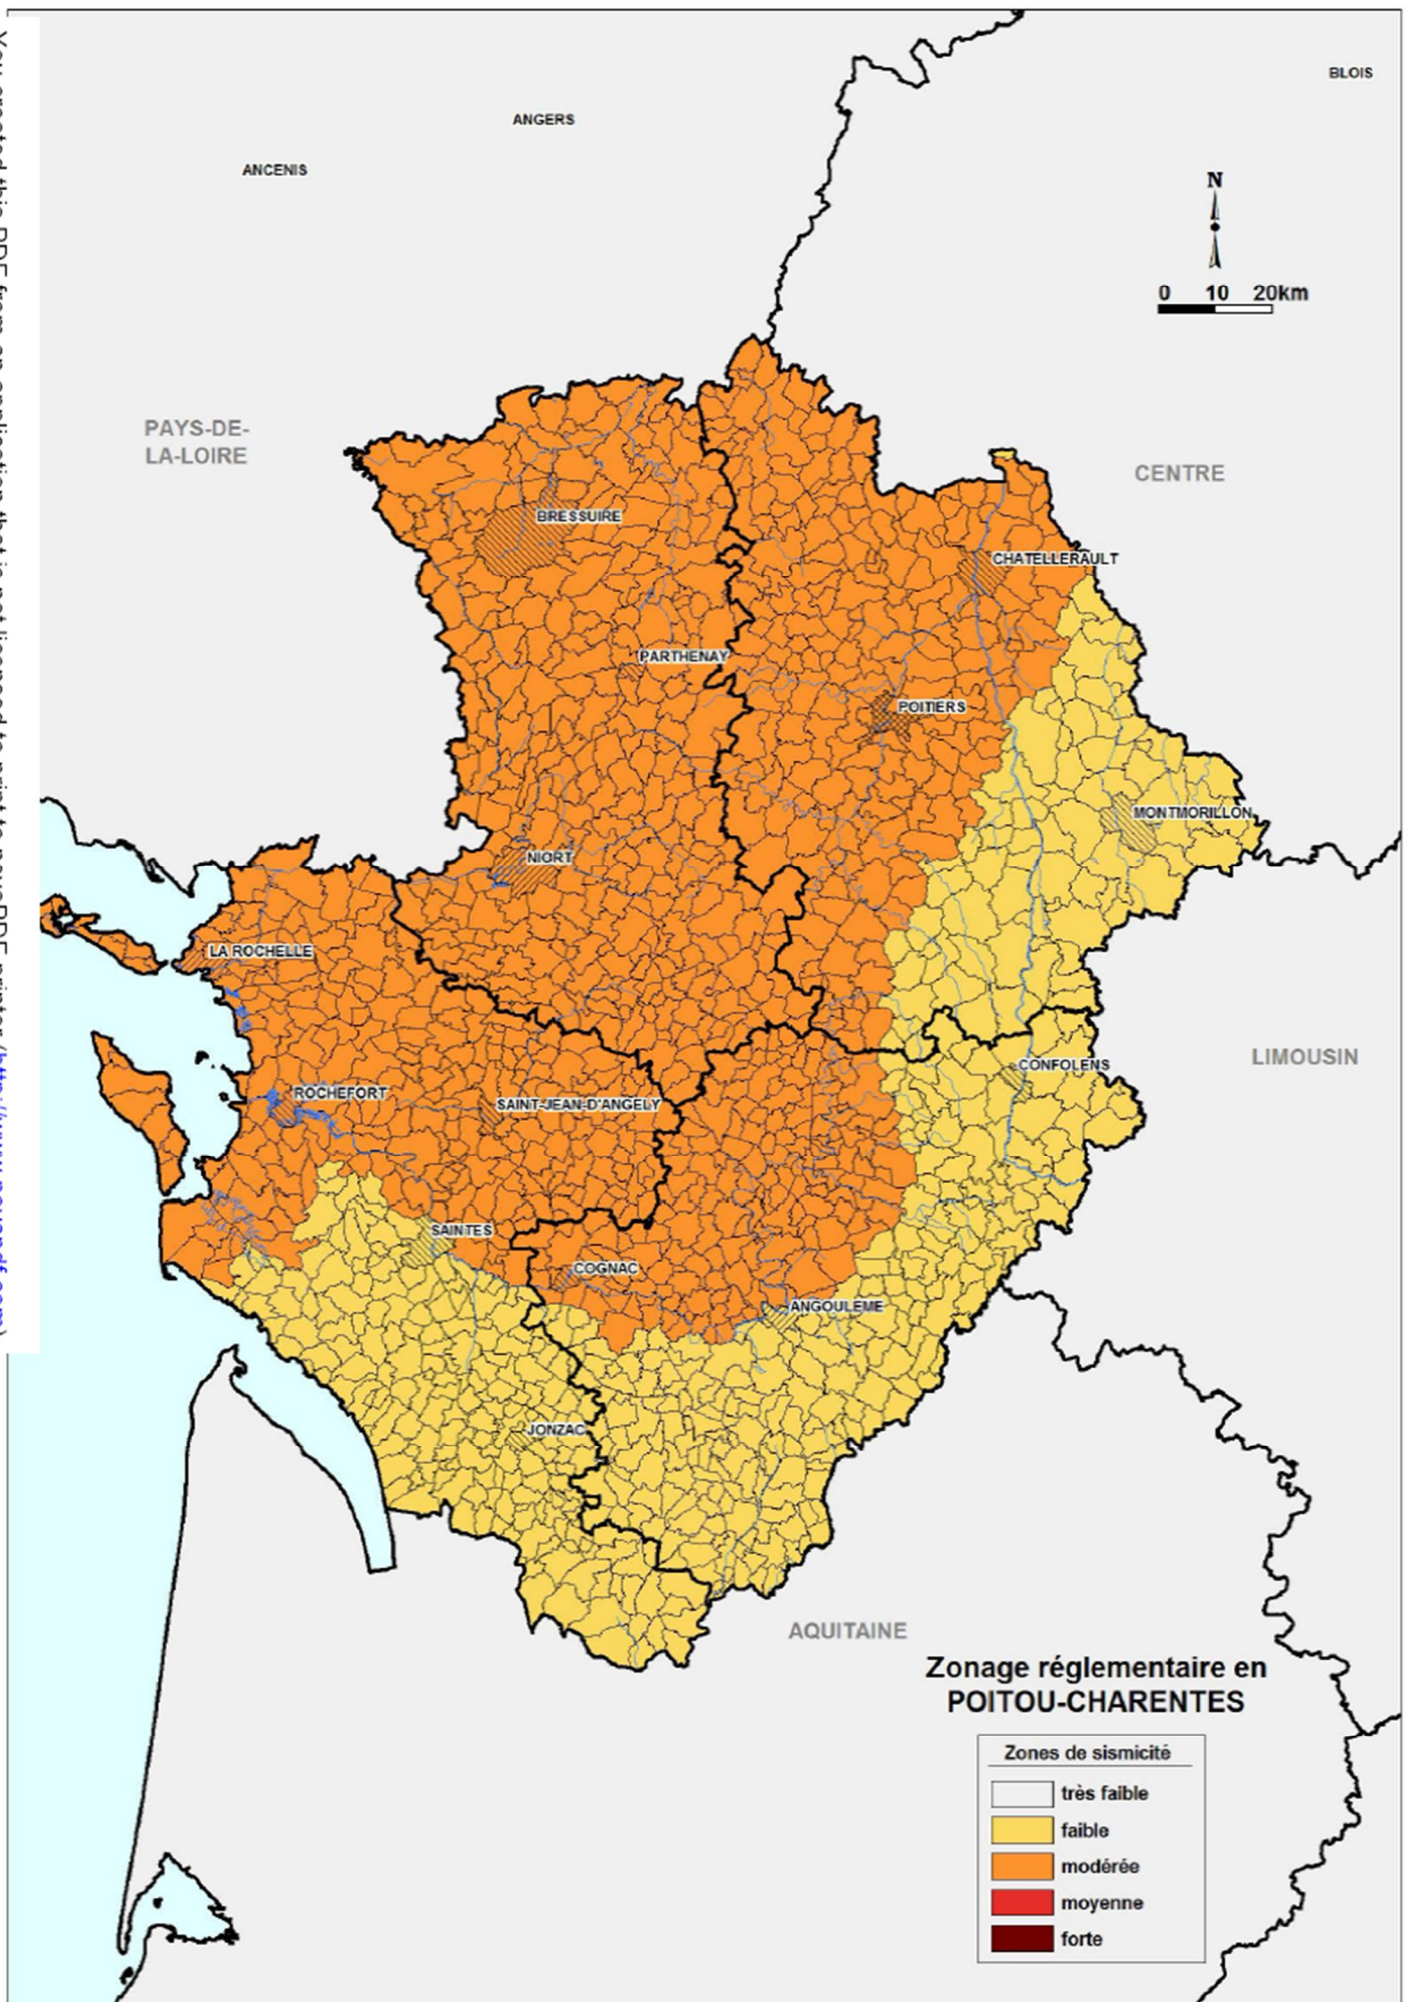 BLOIS
ANGERS
ANCENIS
N
0 10 20km
PAYS-DE-
LA-LOIRE
CENTRE
BRESSUIRE
CHATELLERAULT
PARTHENAY
POITIERS
MONTMORILLON
NIORT
LA ROCHELLE
LIMOUSIN
CONFOLENS
ROCHEFORT
SAINT-JEAN-D'ANGELY
SAINTES
COGNAC
ANGOULEME
JONZAC
AQUITAINE
Zonage réglementaire en
POITOU-CHARENTES
Zones de sismicité
très faible
faible
modérée
moyenne
forte